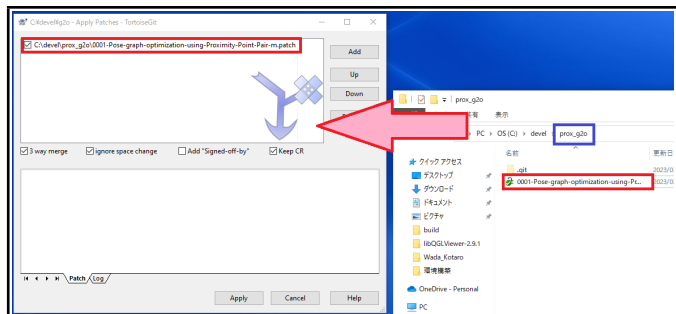 C:\devel\g2o - Apply Patches - TortoiseGit
C:\devel\prox_g2o\0001-Pose-graph-optimization-using-Proximity-Point-Pair-m.patch
Add
Up
Down
3 way merge
ignore space change
Add "Signed-off-by"
Keep CR
Patch
Log
Apply
Cancel
Help
prox_g2o
共有
表示
PC
OS (C:)
devel
prox_g2o
名前
更新日
クイック アクセス
デスクトップ
ダウンロード
ドキュメント
ピクチャ
build
libQGLViewer-2.9.1
Wada_Kotaro
環境構築
OneDrive - Personal
PC
.git
2023/0
0001-Pose-graph-optimization-using-Pr...
2023/0